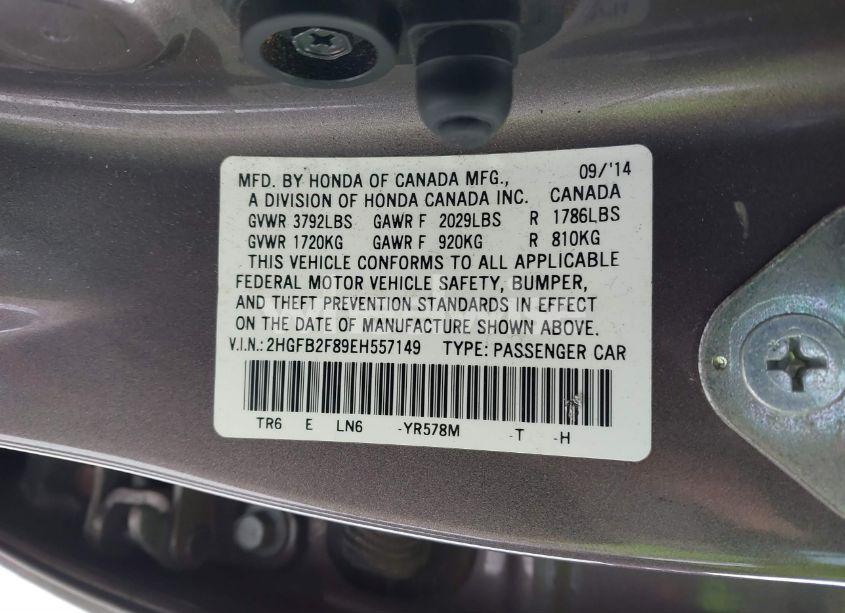 MFD. BY HONDA OF CANADA MFG., 09/'14
A DIVISION OF HONDA CANADA INC. CANADA
GVWR 3792LBS GAWR F 2029LBS R 1786LBS
GVWR 1720KG GAWR F 920KG R 810KG
THIS VEHICLE CONFORMS TO ALL APPLICABLE
FEDERAL MOTOR VEHICLE SAFETY, BUMPER,
AND THEFT PREVENTION STANDARDS IN EFFECT
ON THE DATE OF MANUFACTURE SHOWN ABOVE.
V.I.N.: 2HGFB2F89EH557149 TYPE: PASSENGER CAR
TR6 E LN6 -YR578M -T -H